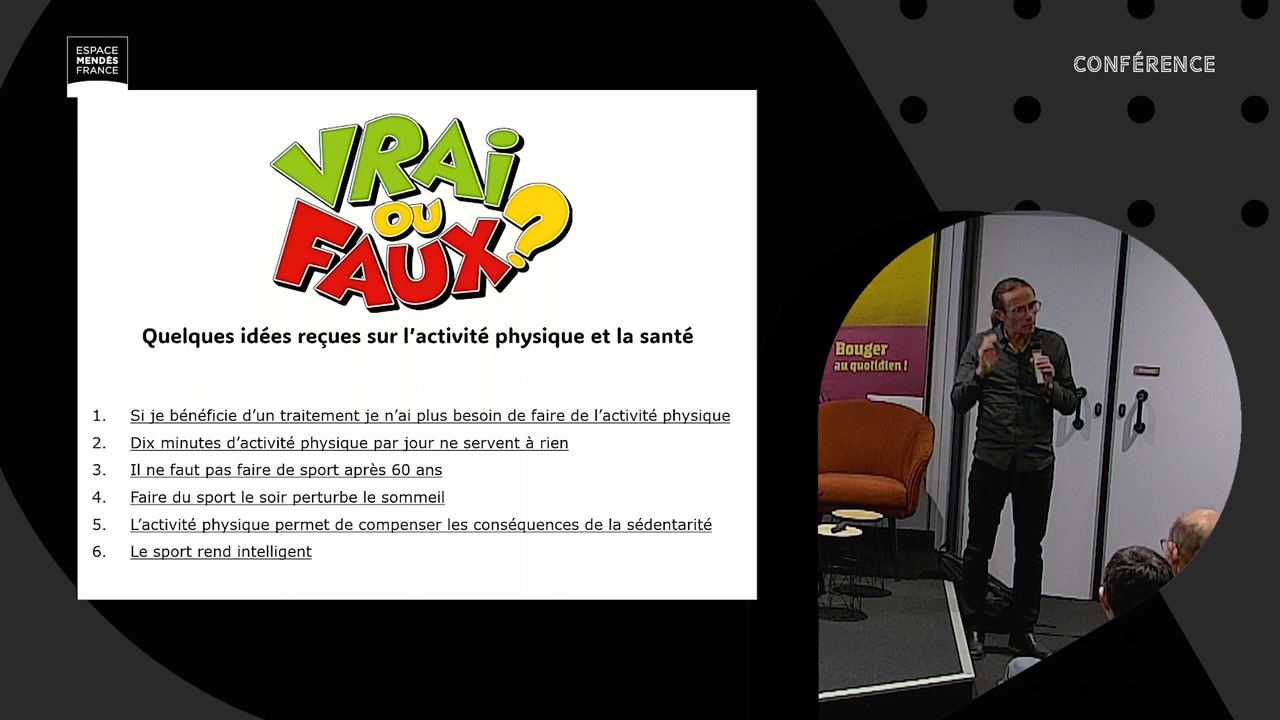 ESPACE
MENDÈS
FRANCE
CONFÉRENCE
VRAI
OU
FAUX?
Quelques idées reçues sur l'activité physique et la santé
1. Si je bénéficie d'un traitement je n'ai plus besoin de faire de l'activité physique
2. Dix minutes d'activité physique par jour ne servent à rien
3. Il ne faut pas faire de sport après 60 ans
4. Faire du sport le soir perturbe le sommeil
5. L'activité physique permet de compenser les conséquences de la sédentarité
6. Le sport rend intelligent
Bouger
au quotidien !